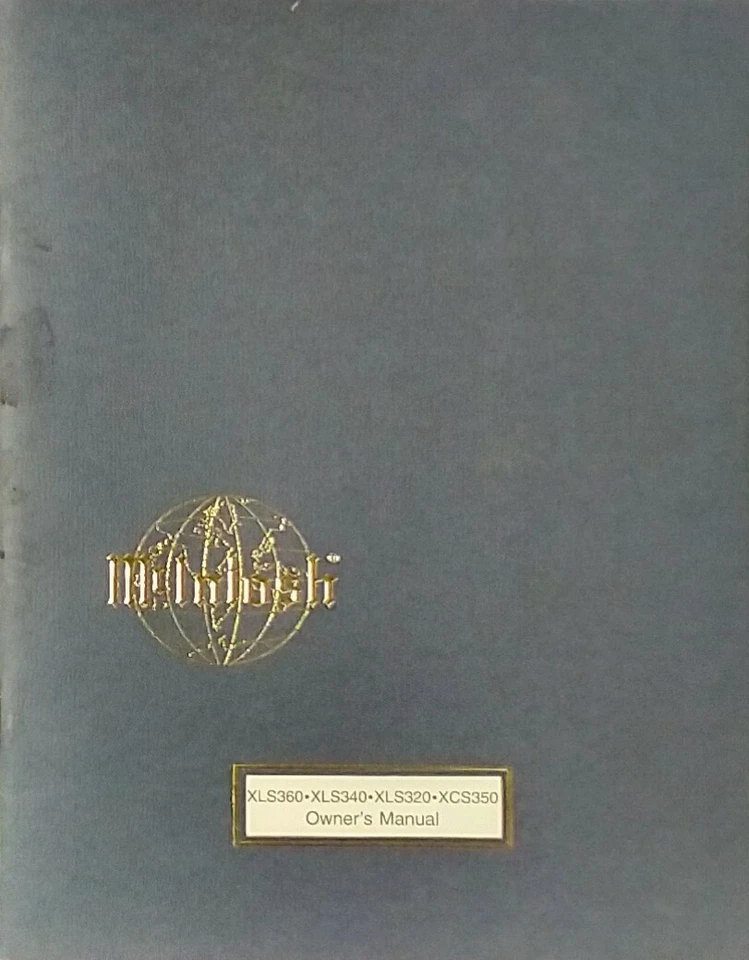 McIntosh
XLS360•XLS340•XLS320•XCS350
Owner's Manual